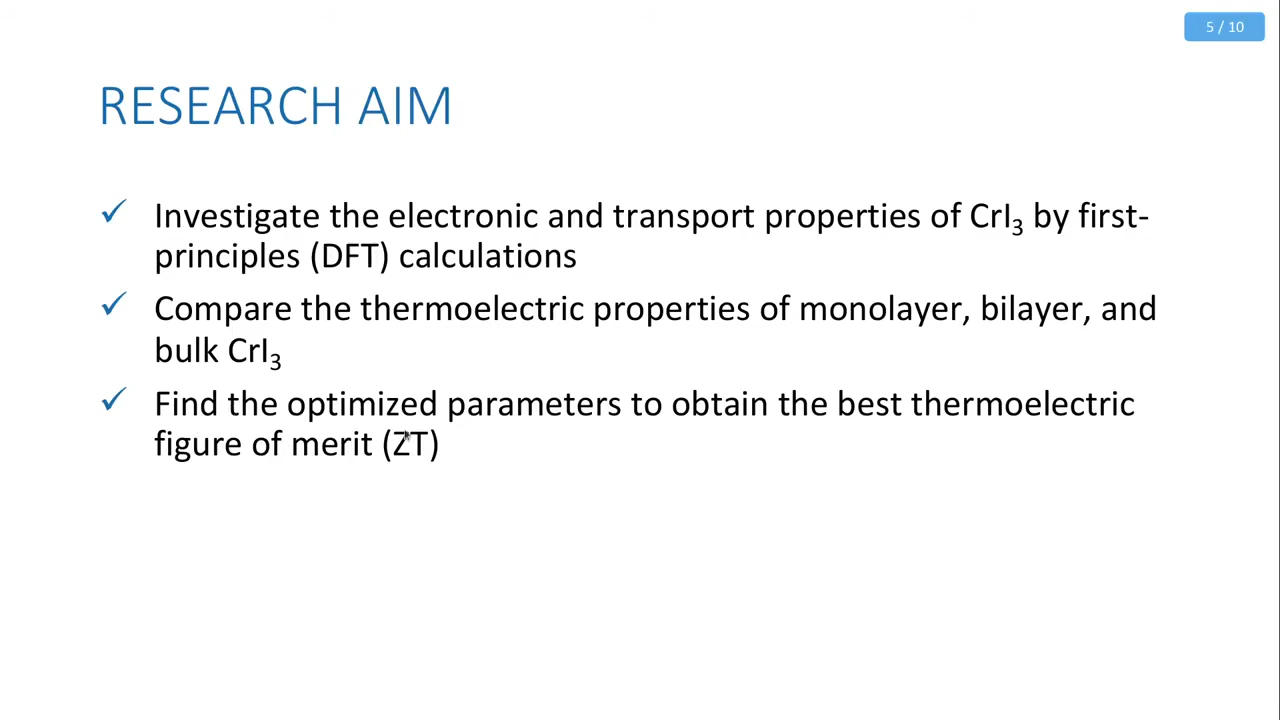 5 / 10
RESEARCH AIM
✓ Investigate the electronic and transport properties of CrI₃ by first-
principles (DFT) calculations
✓ Compare the thermoelectric properties of monolayer, bilayer, and
bulk CrI₃
✓ Find the optimized parameters to obtain the best thermoelectric
figure of merit (ZT)